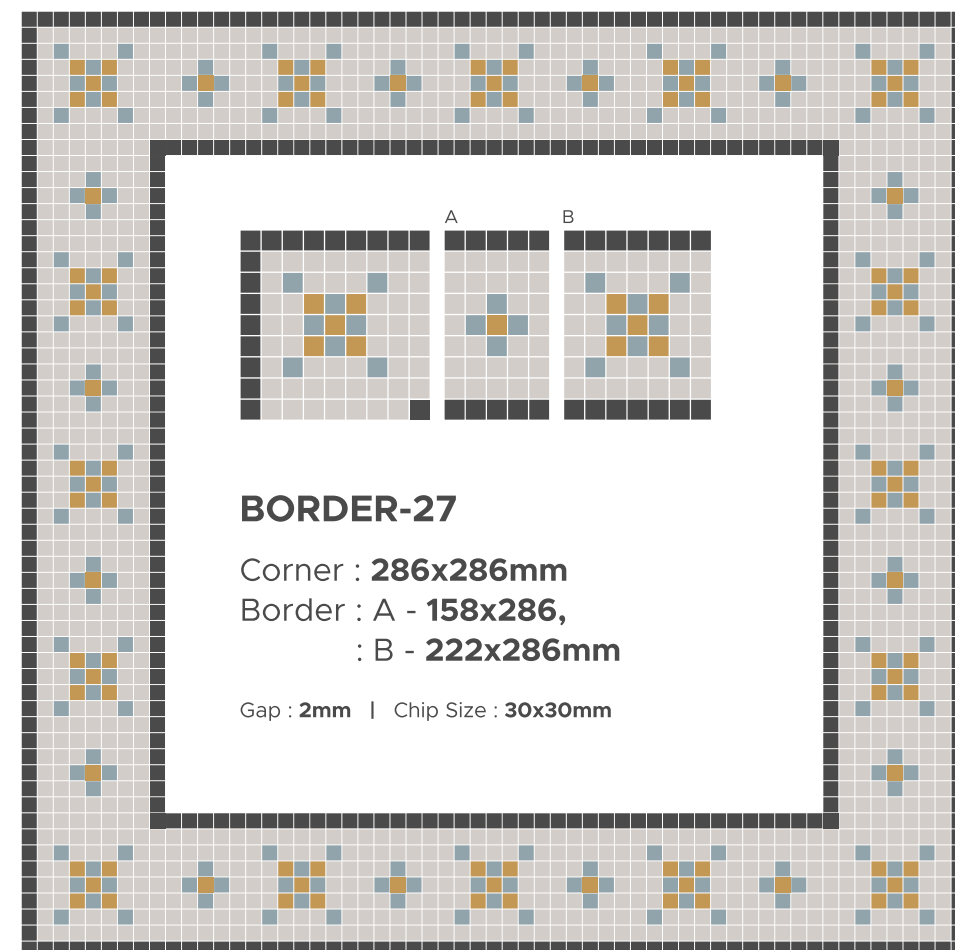 A B
BORDER-27
Corner : 286x286mm
Border : A - 158x286,
: B - 222x286mm
Gap : 2mm | Chip Size : 30x30mm